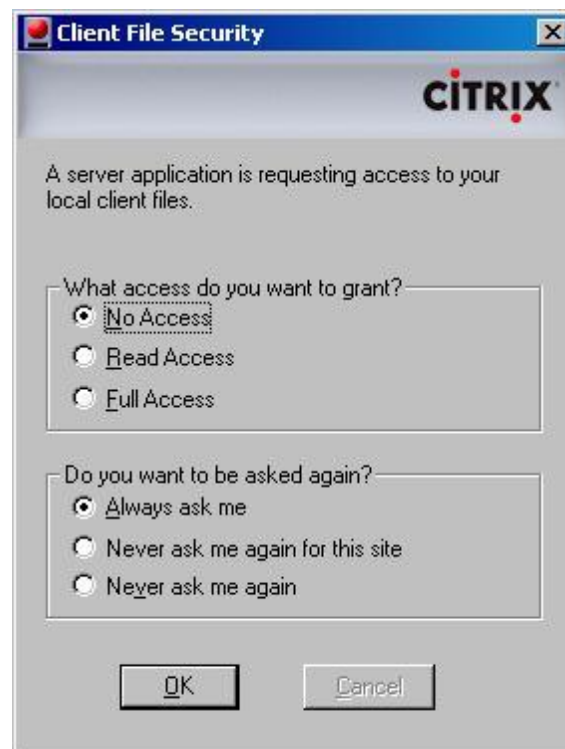 Client File Security
CITRIX
A server application is requesting access to your
local client files.
What access do you want to grant?
No Access
Read Access
Full Access
Do you want to be asked again?
Always ask me
Never ask me again for this site
Never ask me again
OK
Cancel